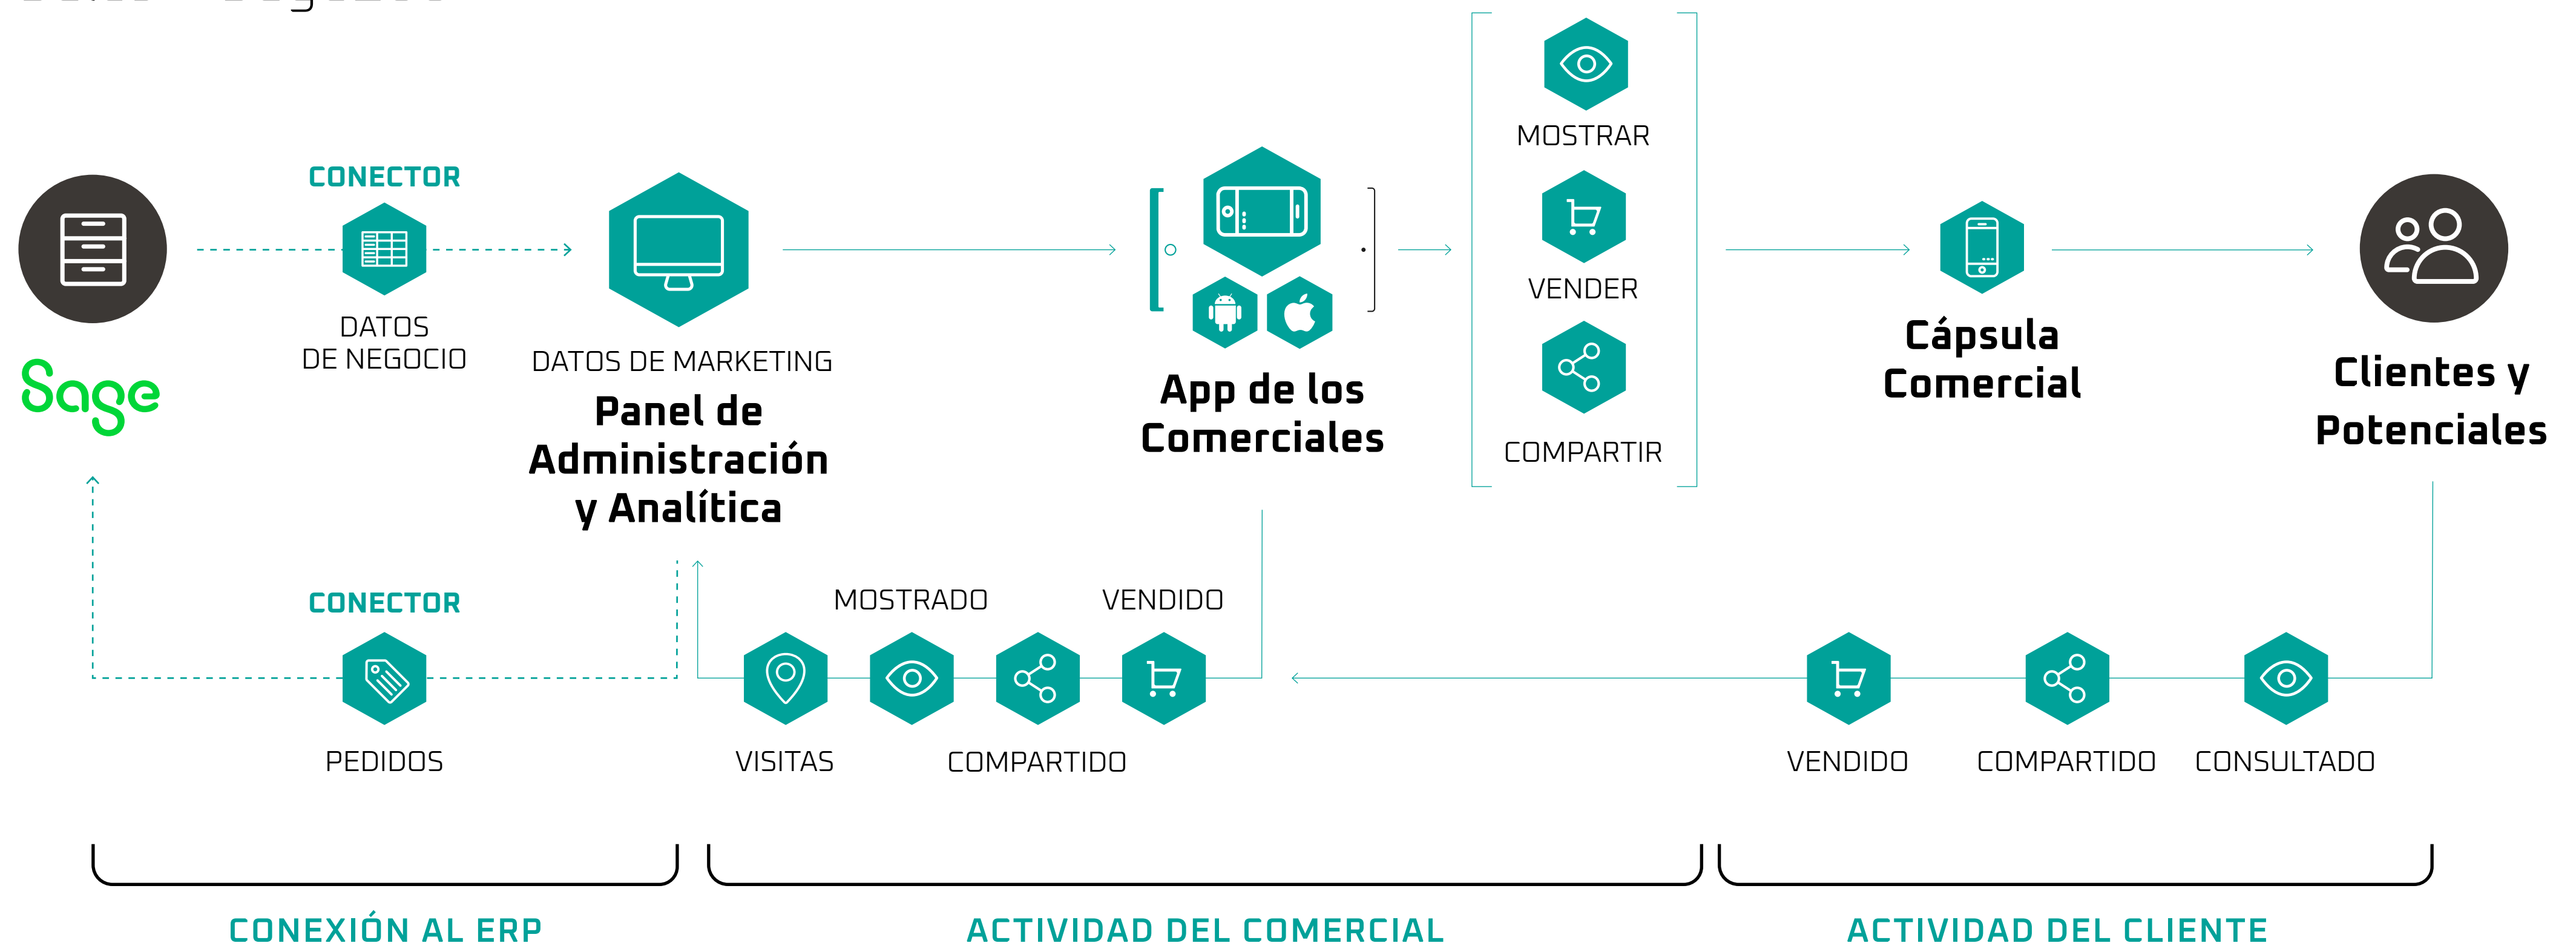 MOSTRAR
VENDER
COMPARTIR
CONECTOR
DATOS
DE NEGOCIO
Sage
DATOS DE MARKETING
Panel de
Administración
y Analítica
App de los
Comerciales
Cápsula
Comercial
Clientes y
Potenciales
CONECTOR
PEDIDOS
VISITAS
MOSTRADO
COMPARTIDO
VENDIDO
VENDIDO
COMPARTIDO
CONSULTADO
CONEXIÓN AL ERP
ACTIVIDAD DEL COMERCIAL
ACTIVIDAD DEL CLIENTE